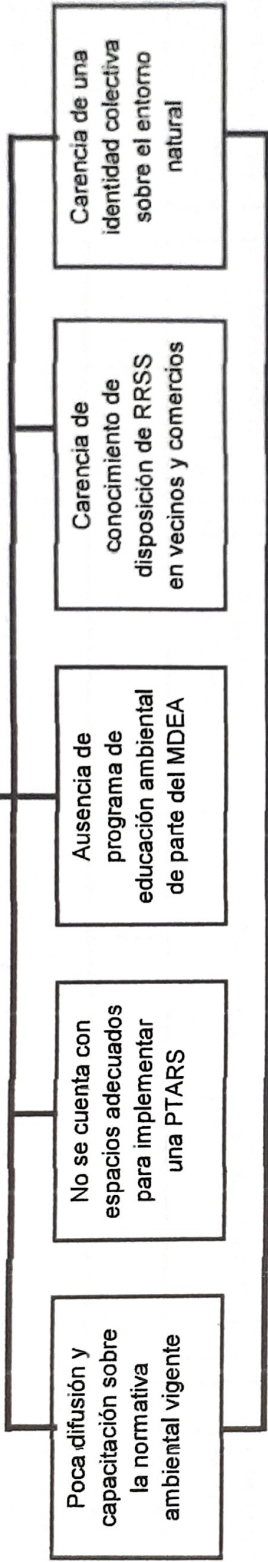 Poca difusión y
capacitación sobre
la normativa
ambiental vigente
No se cuenta con
espacios adecuados
para implementar
una PTARS
Ausencia de
programa de
educación ambiental
de parte del MDEA
Carencia de
conocimiento de
disposición de RRSS
en vecinos y comercios
Carencia de una
identidad colectiva
sobre el entorno
natural